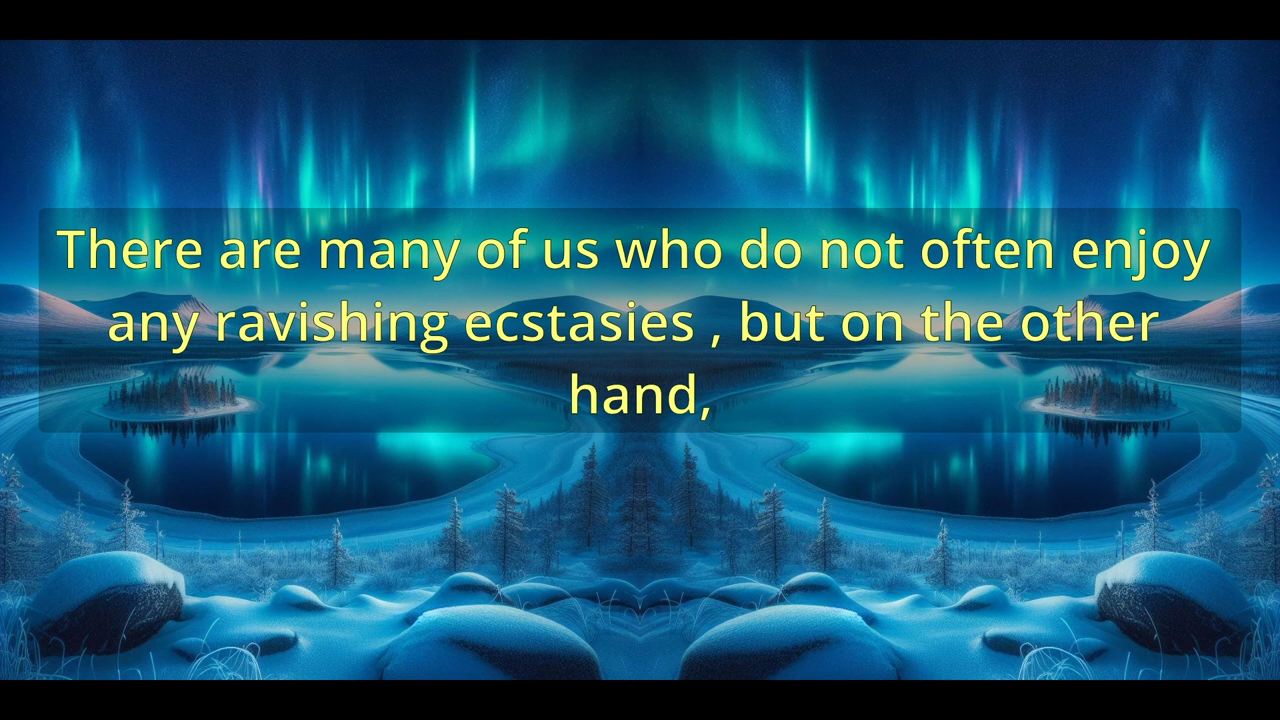 There are many of us who do not often enjoy
any ravishing ecstasies , but on the other
hand,